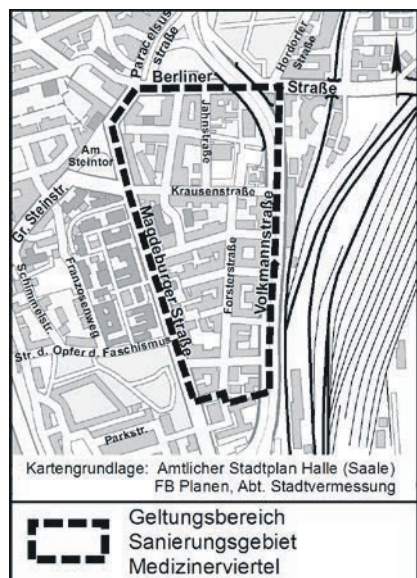 Paracelsus
straße
Hordorfer
Straße
Berliner
Straße
Jahnstraße
Am
Steintor
Krausenstraße
Gr. Steinstr.
Magdeburger Straße
Volkmannstraße
Forsterstraße
Franzosenweg
Schimmelstr.
Str. d. Opfer d. Faschismus
Parkstr.
Kartengrundlage: Amtlicher Stadtplan Halle (Saale)
FB Planen, Abt. Stadtvermessung
Geltungsbereich
Sanierungsgebiet
Medizinerviertel